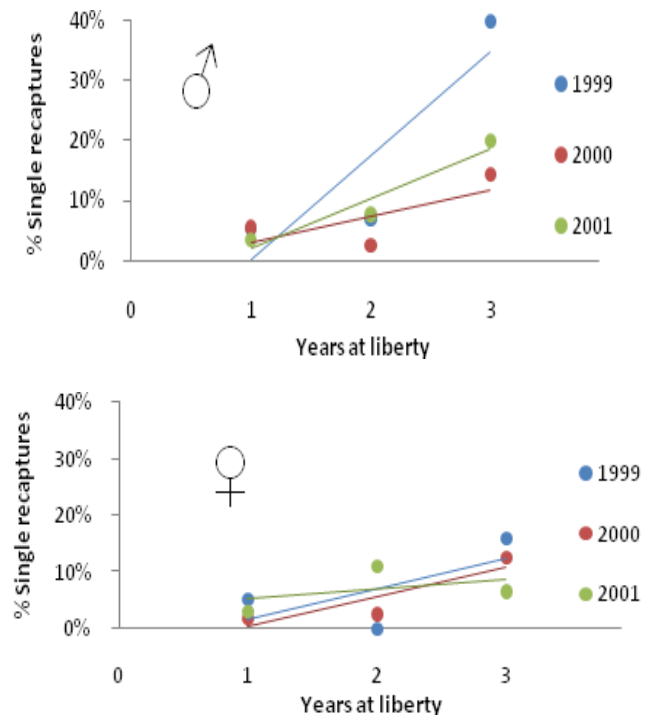 40%
30%
20%
10%
0%
% Single recaptures
0 1 2 3
Years at liberty
1999
2000
2001
40%
30%
20%
10%
0%
% Single recaptures
0 1 2 3
Years at liberty
1999
2000
2001